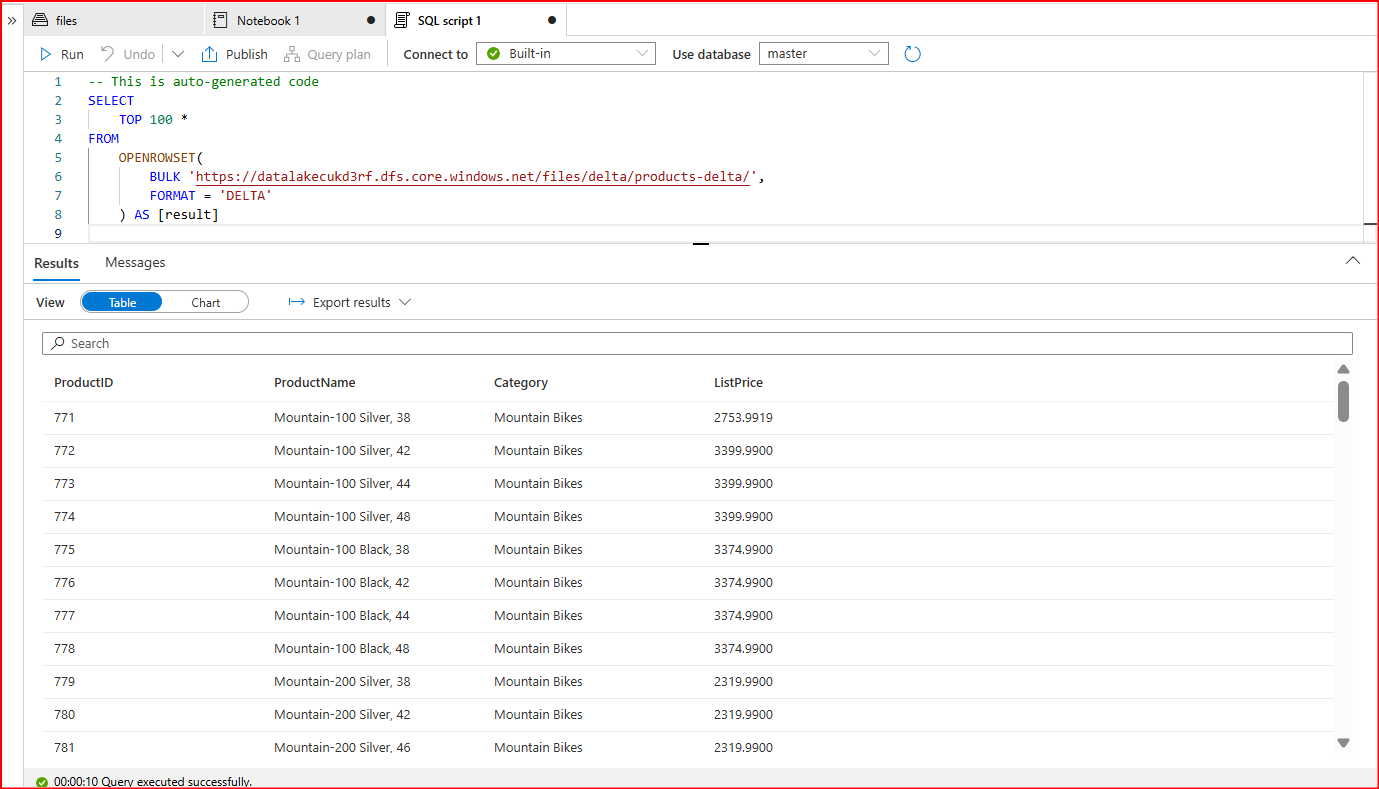 files Notebook 1 SQL script 1
Run Undo Publish Query plan Connect to Built-in Use database master
1 -- This is auto-generated code
2 SELECT
3 TOP 100 *
4 FROM
5 OPENROWSET(
6 BULK 'https://datalakecukd3rf.dfs.core.windows.net/files/delta/products-delta/',
7 FORMAT = 'DELTA'
8 ) AS [result]
9
Results Messages
View Table Chart Export results
Search
ProductID ProductName Category ListPrice
771 Mountain-100 Silver, 38 Mountain Bikes 2753.9919
772 Mountain-100 Silver, 42 Mountain Bikes 3399.9900
773 Mountain-100 Silver, 44 Mountain Bikes 3399.9900
774 Mountain-100 Silver, 48 Mountain Bikes 3399.9900
775 Mountain-100 Black, 38 Mountain Bikes 3374.9900
776 Mountain-100 Black, 42 Mountain Bikes 3374.9900
777 Mountain-100 Black, 44 Mountain Bikes 3374.9900
778 Mountain-100 Black, 48 Mountain Bikes 3374.9900
779 Mountain-200 Silver, 38 Mountain Bikes 2319.9900
780 Mountain-200 Silver, 42 Mountain Bikes 2319.9900
781 Mountain-200 Silver, 46 Mountain Bikes 2319.9900
00:00:10 Query executed successfully.